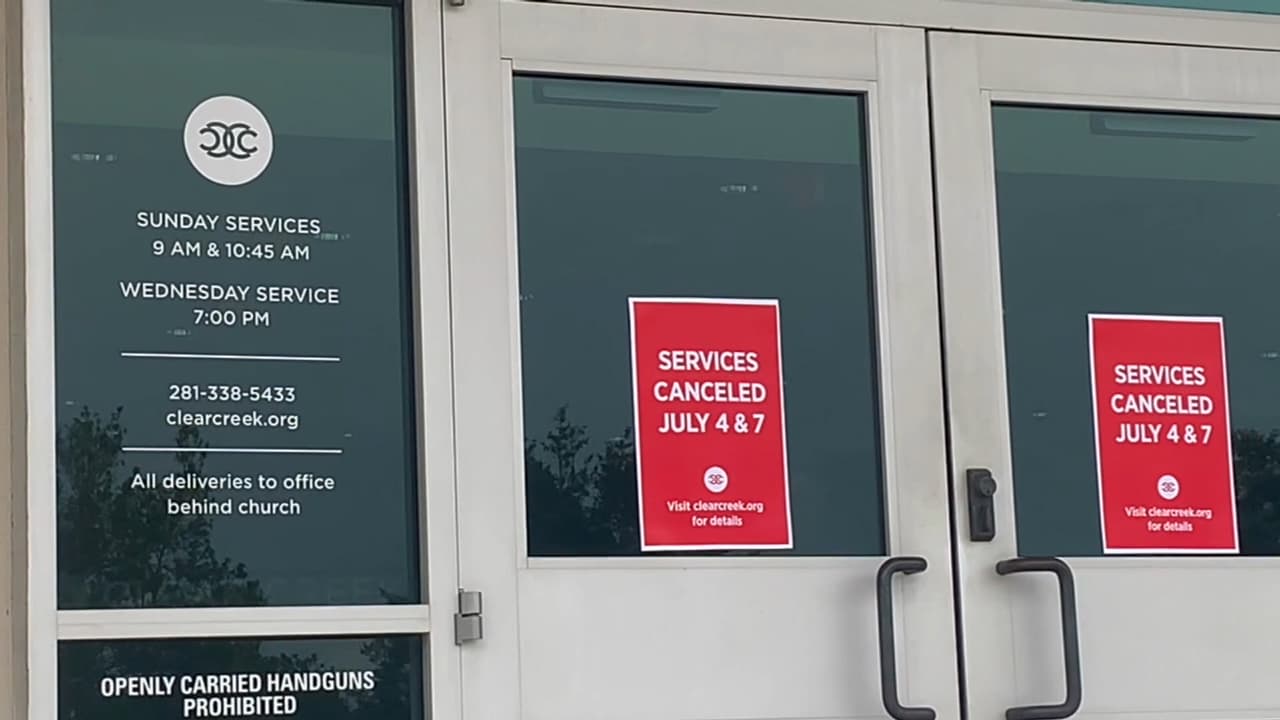 SUNDAY SERVICES
9 AM & 10:45 AM
WEDNESDAY SERVICE
7:00 PM
281-338-5433
clearcreek.org
All deliveries to office
behind church
OPENLY CARRIED HANDGUNS
PROHIBITED
SERVICES
CANCELED
JULY 4 & 7
Visit clearcreek.org
for details
SERVICES
CANCELED
JULY 4 & 7
Visit clearcreek.org
for details